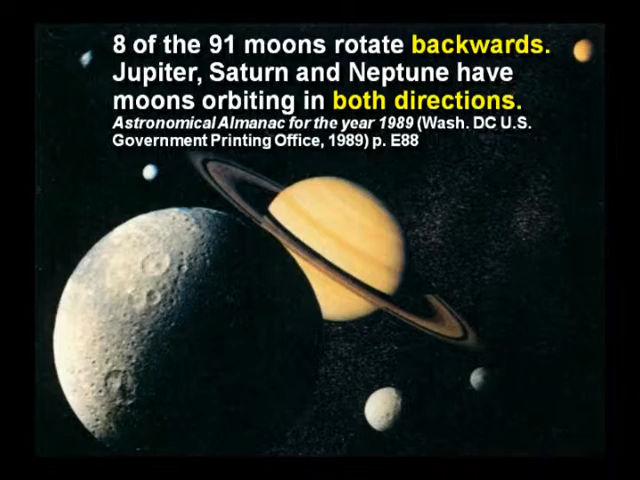 8 of the 91 moons rotate backwards.
Jupiter, Saturn and Neptune have
moons orbiting in both directions.
Astronomical Almanac for the year 1989 (Wash. DC U.S.
Government Printing Office, 1989) p. E88